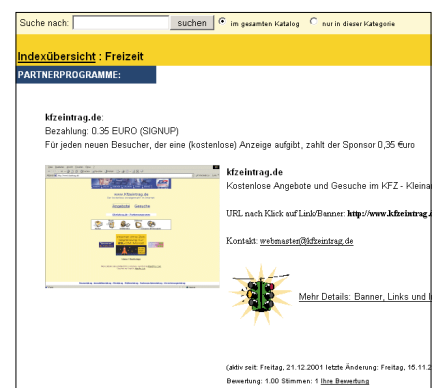 Suche nach: suchen im gesamten Katalog nur in dieser Kategorie
Indexübersicht : Freizeit
PARTNERPROGRAMME:
kfzeintrag.de:
Bezahlung: 0.35 EURO (SIGNUP)
Für jeden neuen Besucher, der eine (kostenlose) Anzeige aufgibt, zahlt der Sponsor 0,35 €uro
kfzeintrag.de
Kostenlose Angebote und Gesuche im KFZ - Kleina
URL nach Klick auf Link/Banner: http://www.kfzeintrag.
Kontakt: webmaster@kfzeintrag.de
Mehr Details: Banner, Links und
(aktiv seit: Freitag, 21.12.2001 letzte Änderung: Freitag, 15.11.2
Bewertung: 1.00 Stimmen: 1 Ihre Bewertung